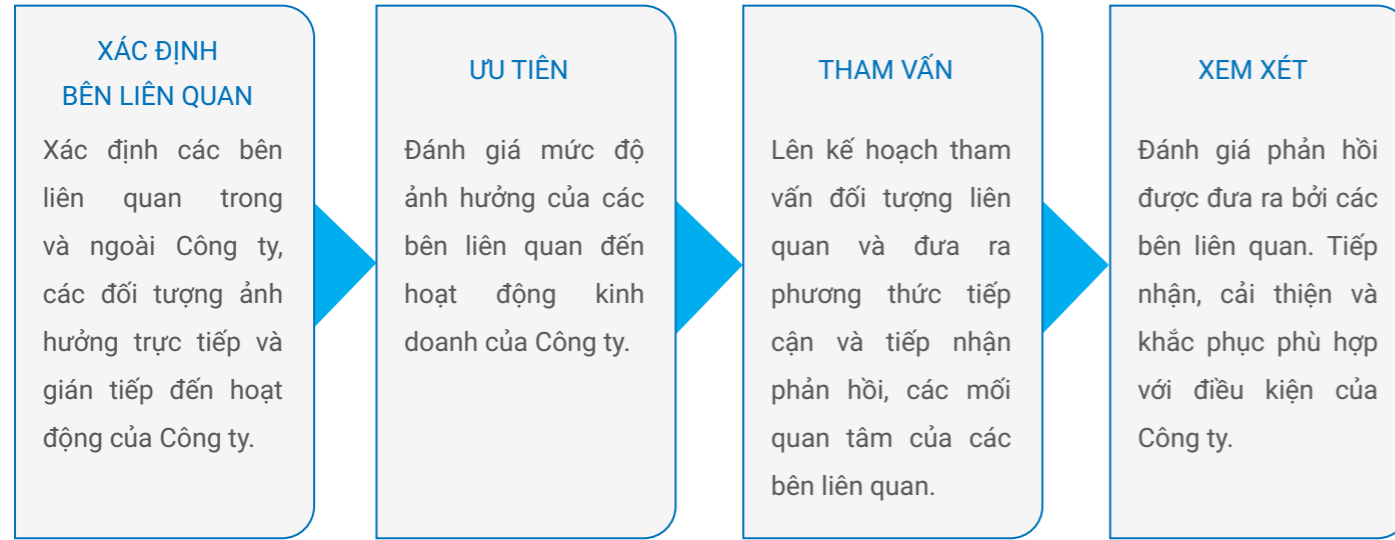 XÁC ĐỊNH
BÊN LIÊN QUAN
Xác định các bên
liên quan trong
và ngoài Công ty,
các đối tượng ảnh
hưởng trực tiếp và
gián tiếp đến hoạt
động của Công ty.
ƯU TIÊN
Đánh giá mức độ
ảnh hưởng của các
bên liên quan đến
hoạt động kinh
doanh của Công ty.
THAM VẤN
Lên kế hoạch tham
vấn đối tượng liên
quan và đưa ra
phương thức tiếp
cận và tiếp nhận
phản hồi, các mối
quan tâm của các
bên liên quan.
XEM XÉT
Đánh giá phản hồi
được đưa ra bởi các
bên liên quan. Tiếp
nhận, cải thiện và
khắc phục phù hợp
với điều kiện của
Công ty.